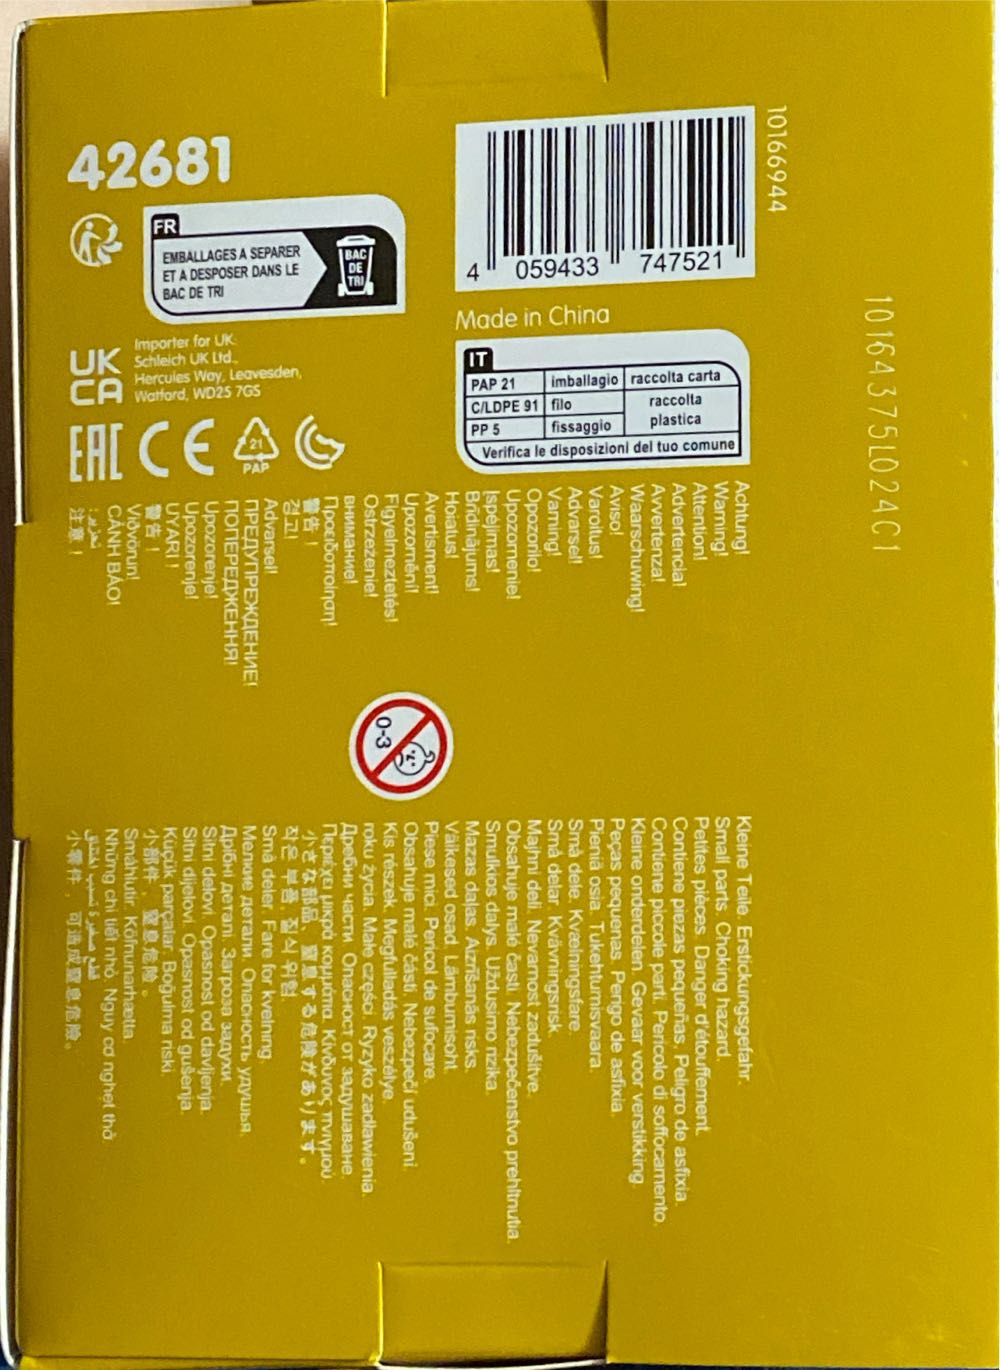 42681
FR
EMBALLAGES A SEPARER
ET A DESPOSER DANS LE
BAC DE TRI
BAC
DE
TRI
4 059433 747521
10166944
Made in China
UK
CA
Importer for UK:
Schleich UK Ltd.,
Hercules Way, Leavesden,
Watford, WD25 7GS
IT
PAP 21 imballagio raccolta carta
C/LDPE 91 filo raccolta plastica
PP 5 fissaggio
Verifica le disposizioni del tuo comune
EAC CE
21
PAP
10164375L024C1
Achtung!
Warning!
Attention!
Advertencia!
Avvertenza!
Waarschuwing!
Aviso!
Varoitus!
Advarsel!
Varning!
Opozorilo!
Upozornenie!
Įspėjimas!
Brīdinājums!
Hoiatus!
Avertisment!
Upozornění!
Figyelmeztetés!
Ostrzeżenie!
внимание!
Προειδοποίηση!
警告！
경고!
Advarsel!
ПРЕДУПРЕЖДЕНИЕ!
ПОПЕРЕДЖЕННЯ!
Upozorenje!
Upozorenje!
UYARI!
警告！
Viðvörun!
CẢNH BÁO!
تحذير:
注意！
0-3
Kleine Teile. Erstickungsgefahr.
Small parts. Choking hazard.
Petites pièces. Danger d'étouffement.
Contiene piezas pequeñas. Peligro de asfixia.
Contiene piccole parti. Pericolo di soffocamento.
Kleine onderdelen. Gevaar voor verstikking.
Peças pequenas. Perigo de asfixia.
Pieniä osia. Tukehtumisvaara.
Små dele. Kvælningsfare.
Små delar. Kvävningsrisk.
Majhni deli. Nevarnost zadušitve.
Obsahuje malé časti. Nebezpečenstvo prehltnutia.
Smulkios dalys. Uždusimo rizika.
Mazas daļas. Aizrīšanās risks.
Väikesed osad. Lämbumisoht.
Piese mici. Pericol de sufocare.
Obsahuje malé části. Nebezpečí udušení.
Kis részek. Megfulladás veszélye.
roku życia. Małe części. Ryzyko zadławienia.
Дребни части. Опасност от задушаване.
Περιέχει μικρά κομμάτια. Κίνδυνος πνιγμού.
小さな部品、窒息する危険があります。
작은 부품. 질식 위험.
Små deler. Fare for kvelning.
Мелкие детали. Опасность удушья.
Дрібні деталі. Загроза задухи.
Sitni delovi. Opasnost od davljenja.
Sitni dijelovi. Opasnost od gušenja.
Küçük parçalar. Boğulma riski.
小部件，窒息危险。
Smáhlutir. Köfnunarhætta.
Những chi tiết nhỏ. Nguy cơ nghẹt thở.
小零件，可造成窒息危險。